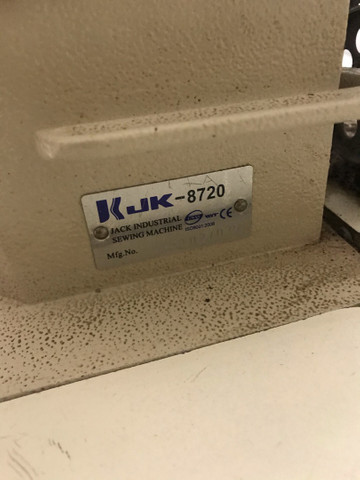 K JK-8720
JACK INDUSTRIAL
SEWING MACHINE CE
Mfg.No.